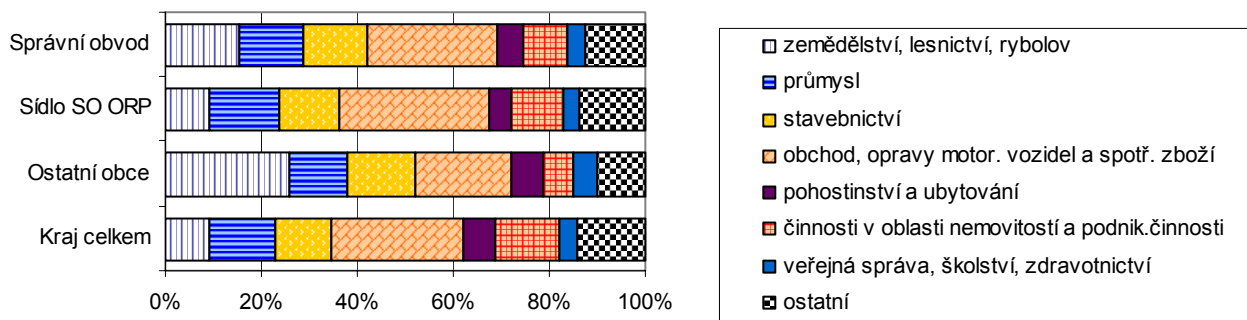 Správní obvod
Sídlo SO ORP
Ostatní obce
Kraj celkem
0% 20% 40% 60% 80% 100%
zemědělství, lesnictví, rybolov
průmysl
stavebnictví
obchod, opravy motor. vozidel a spotř. zboží
pohostinství a ubytování
činnosti v oblasti nemovitostí a podnik.činnosti
veřejná správa, školství, zdravotnictví
ostatní